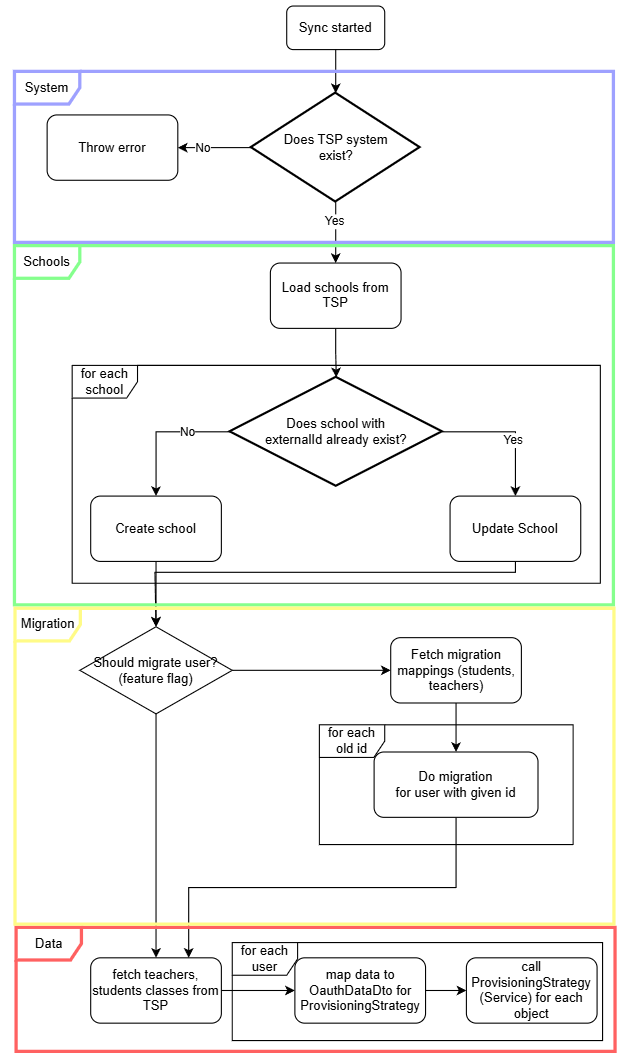 Sync started
System
Does TSP system
exist?
Throw error
No
Yes
Schools
Load schools from
TSP
for each
school
Does school with
externalId already exist?
No
Yes
Create school
Update School
Migration
Should migrate user?
(feature flag)
Fetch migration
mappings (students,
teachers)
for each
old id
Do migration
for user with given id
Data
fetch teachers,
students classes from
TSP
for each
user
map data to
OauthDataDto for
ProvisioningStrategy
call
ProvisioningStrategy
(Service) for each
object